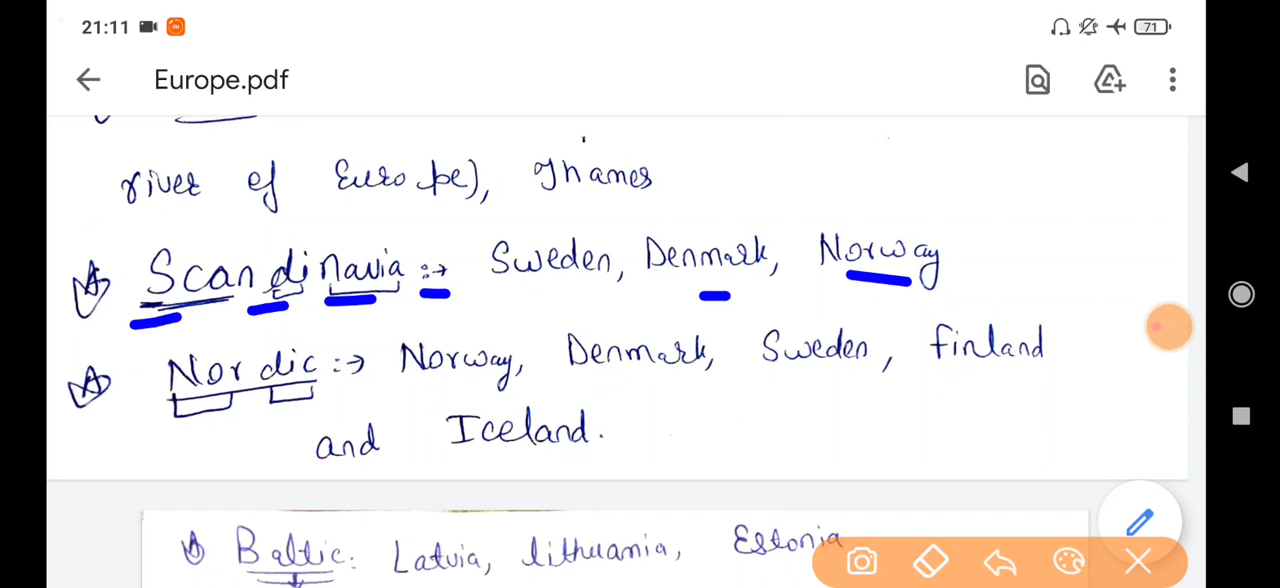 21:11 71
Europe.pdf
river of Europe), Thames
Scandinavia :→ Sweden, Denmark, Norway
Nordic :→ Norway, Denmark, Sweden, finland
and Iceland.
Baltic: Latvia, lithuania, Estonia